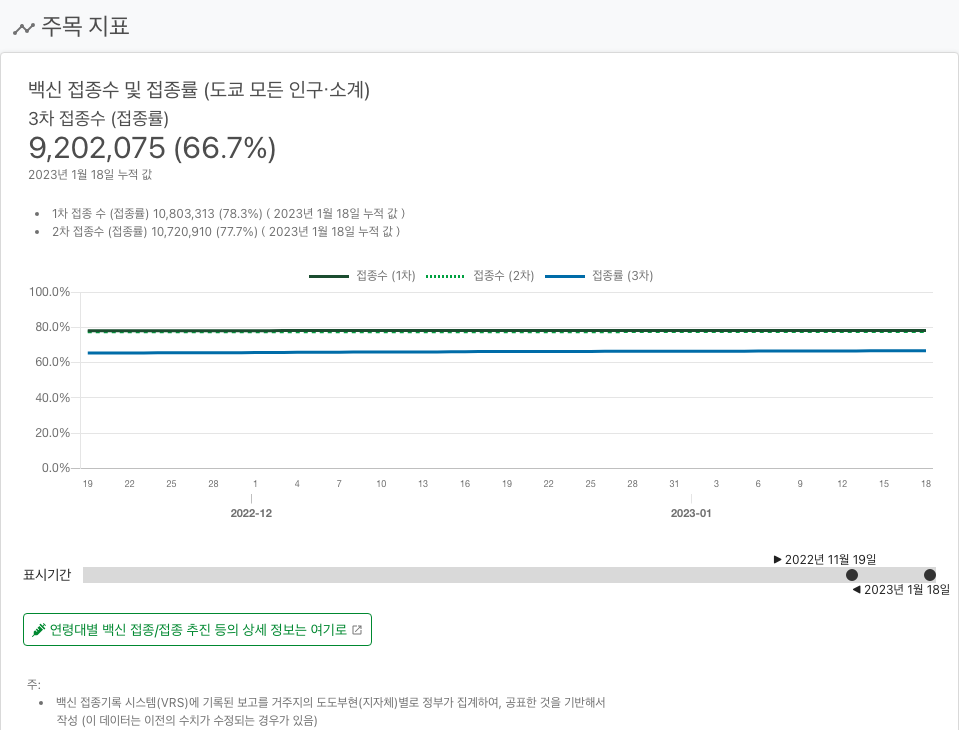 주목 지표
백신 접종수 및 접종률 (도쿄 모든 인구·소계)
3차 접종수 (접종률)
9,202,075 (66.7%)
2023년 1월 18일 누적 값
• 1차 접종 수 (접종률) 10,803,313 (78.3%) ( 2023년 1월 18일 누적 값 )
• 2차 접종수 (접종률) 10,720,910 (77.7%) ( 2023년 1월 18일 누적 값 )
접종수 (1차) 접종수 (2차) 접종률 (3차)
100.0%
80.0%
60.0%
40.0%
20.0%
0.0%
19 22 25 28 1 4 7 10 13 16 19 22 25 28 31 3 6 9 12 15 18
2022-12 2023-01
▶ 2022년 11월 19일
표시기간
◀ 2023년 1월 18일
연령대별 백신 접종/접종 추진 등의 상세 정보는 여기로
주:
• 백신 접종기록 시스템(VRS)에 기록된 보고를 거주지의 도도부현(지자체)별로 정부가 집계하여, 공표한 것을 기반해서
작성 (이 데이터는 이전의 수치가 수정되는 경우가 있음)